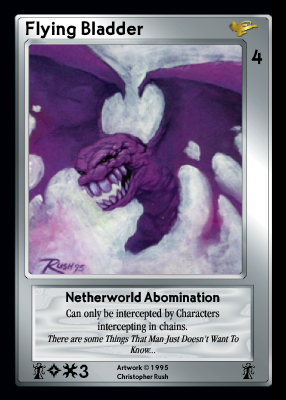 Flying Bladder
4
RUSH 95
Netherworld Abomination
Can only be intercepted by Characters
intercepting in chains.
There are some Things That Man Just Doesn't Want To
Know...
3
Artwork © 1995
Christopher Rush